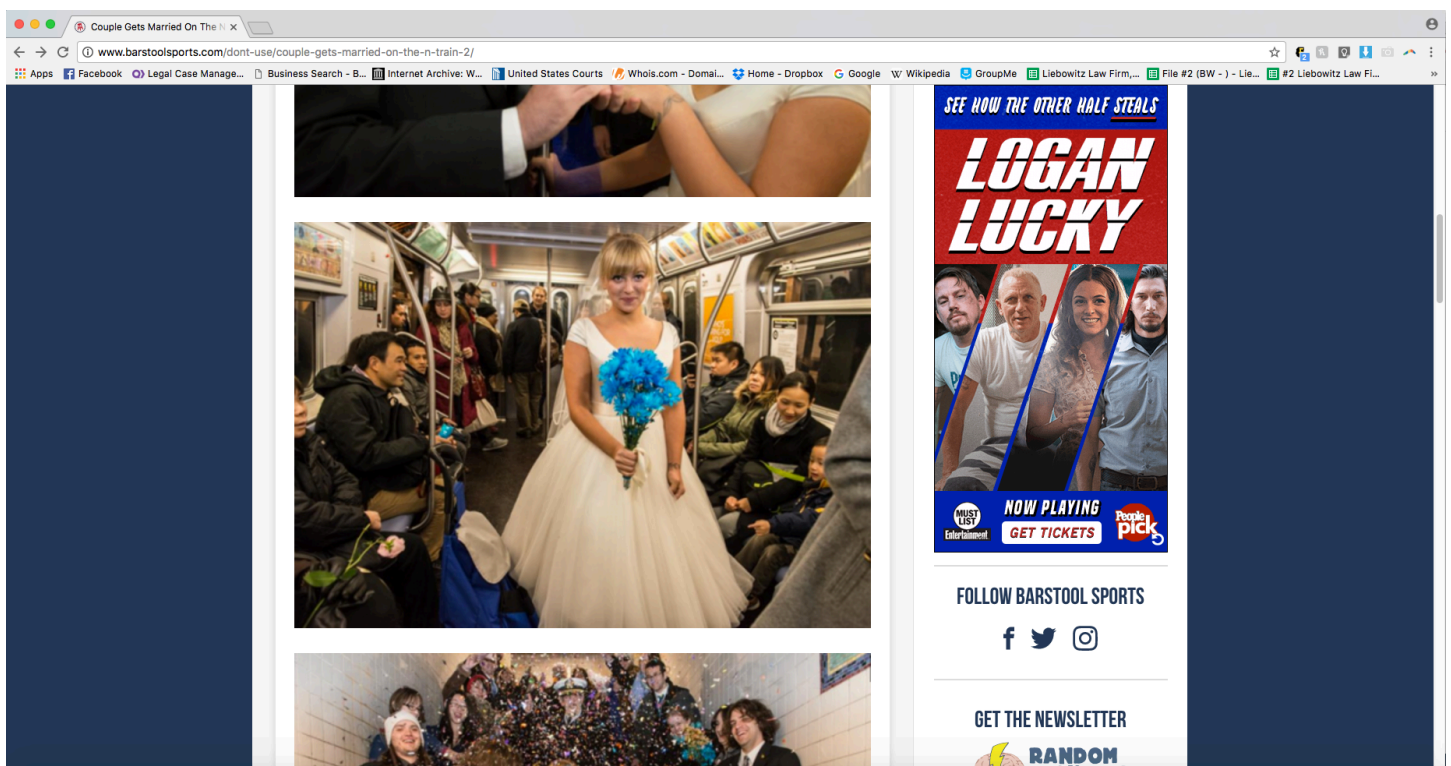 Couple Gets Married On The N
www.barstoolsports.com/dont-use/couple-gets-married-on-the-n-train-2/
Apps Facebook Legal Case Manage... Business Search - B... Internet Archive: W... United States Courts Whois.com - Domai... Home - Dropbox Google Wikipedia GroupMe Liebowitz Law Firm,... File #2 (BW - ) - Lie... #2 Liebowitz Law Fi... »
SEE HOW THE OTHER HALF STEALS
LOGAN
LUCKY
MUST
LIST
Entertainment
NOW PLAYING
GET TICKETS
People
pick
FOLLOW BARSTOOL SPORTS
GET THE NEWSLETTER
RANDOM